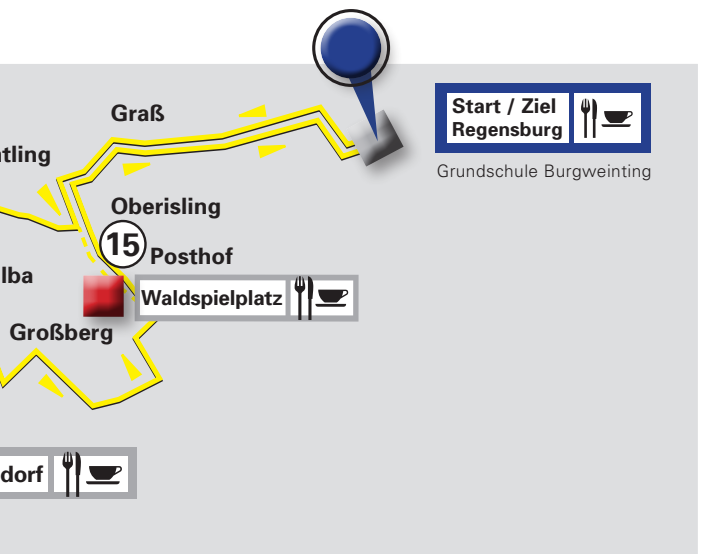 Graß
Start / Ziel
Regensburg
tling
Grundschule Burgweinting
Oberisling
15
Posthof
lba
Waldspielplatz
Großberg
dorf